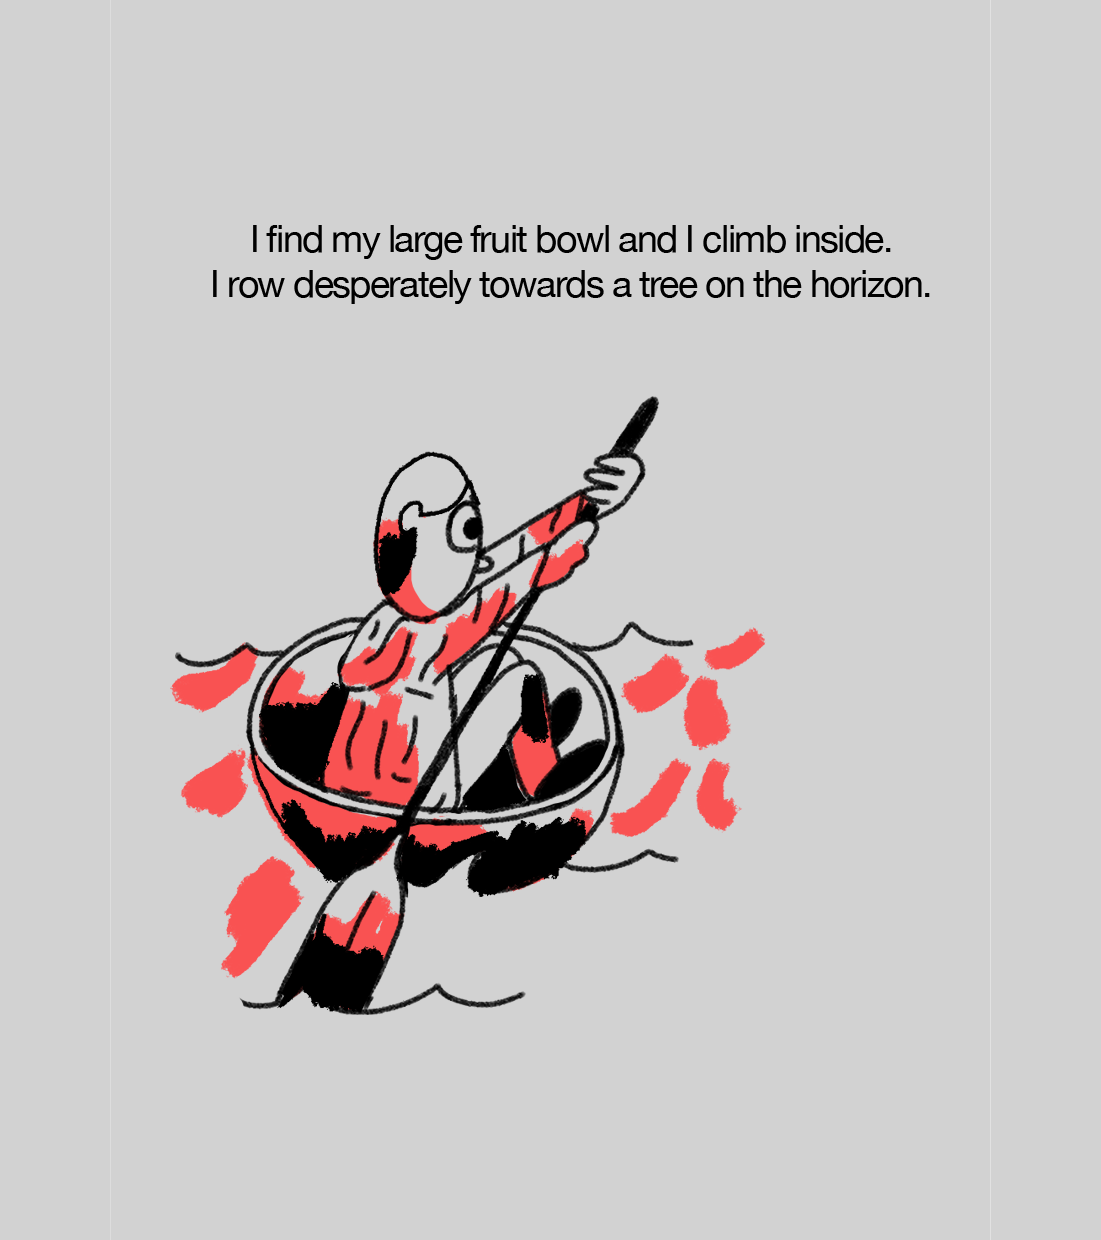 I find my large fruit bowl and I climb inside.
I row desperately towards a tree on the horizon.